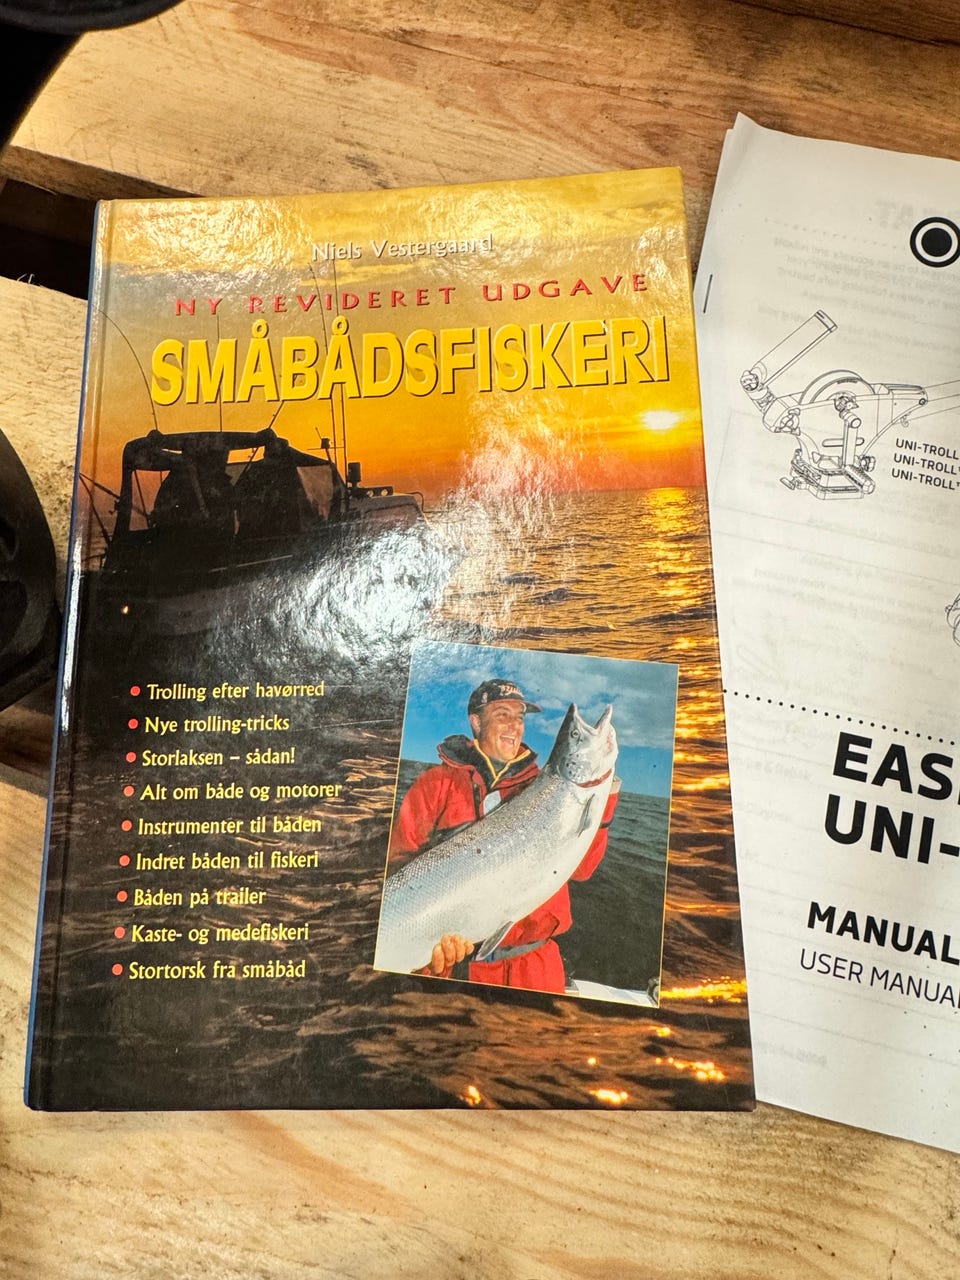 Niels Vestergaard
NY REVIDERET UDGAVE
SMÅBÅDSFISKERI
Trolling efter havørred
Nye trolling-tricks
Storlaksen – sådan!
Alt om både og motorer
Instrumenter til båden
Indret båden til fiskeri
Båden på trailer
Kaste- og medefiskeri
Stortorsk fra småbåd
UNI-TROLL
UNI-TROLL
UNI-TROLL
UNI-
MANUAL
USER MANUAL